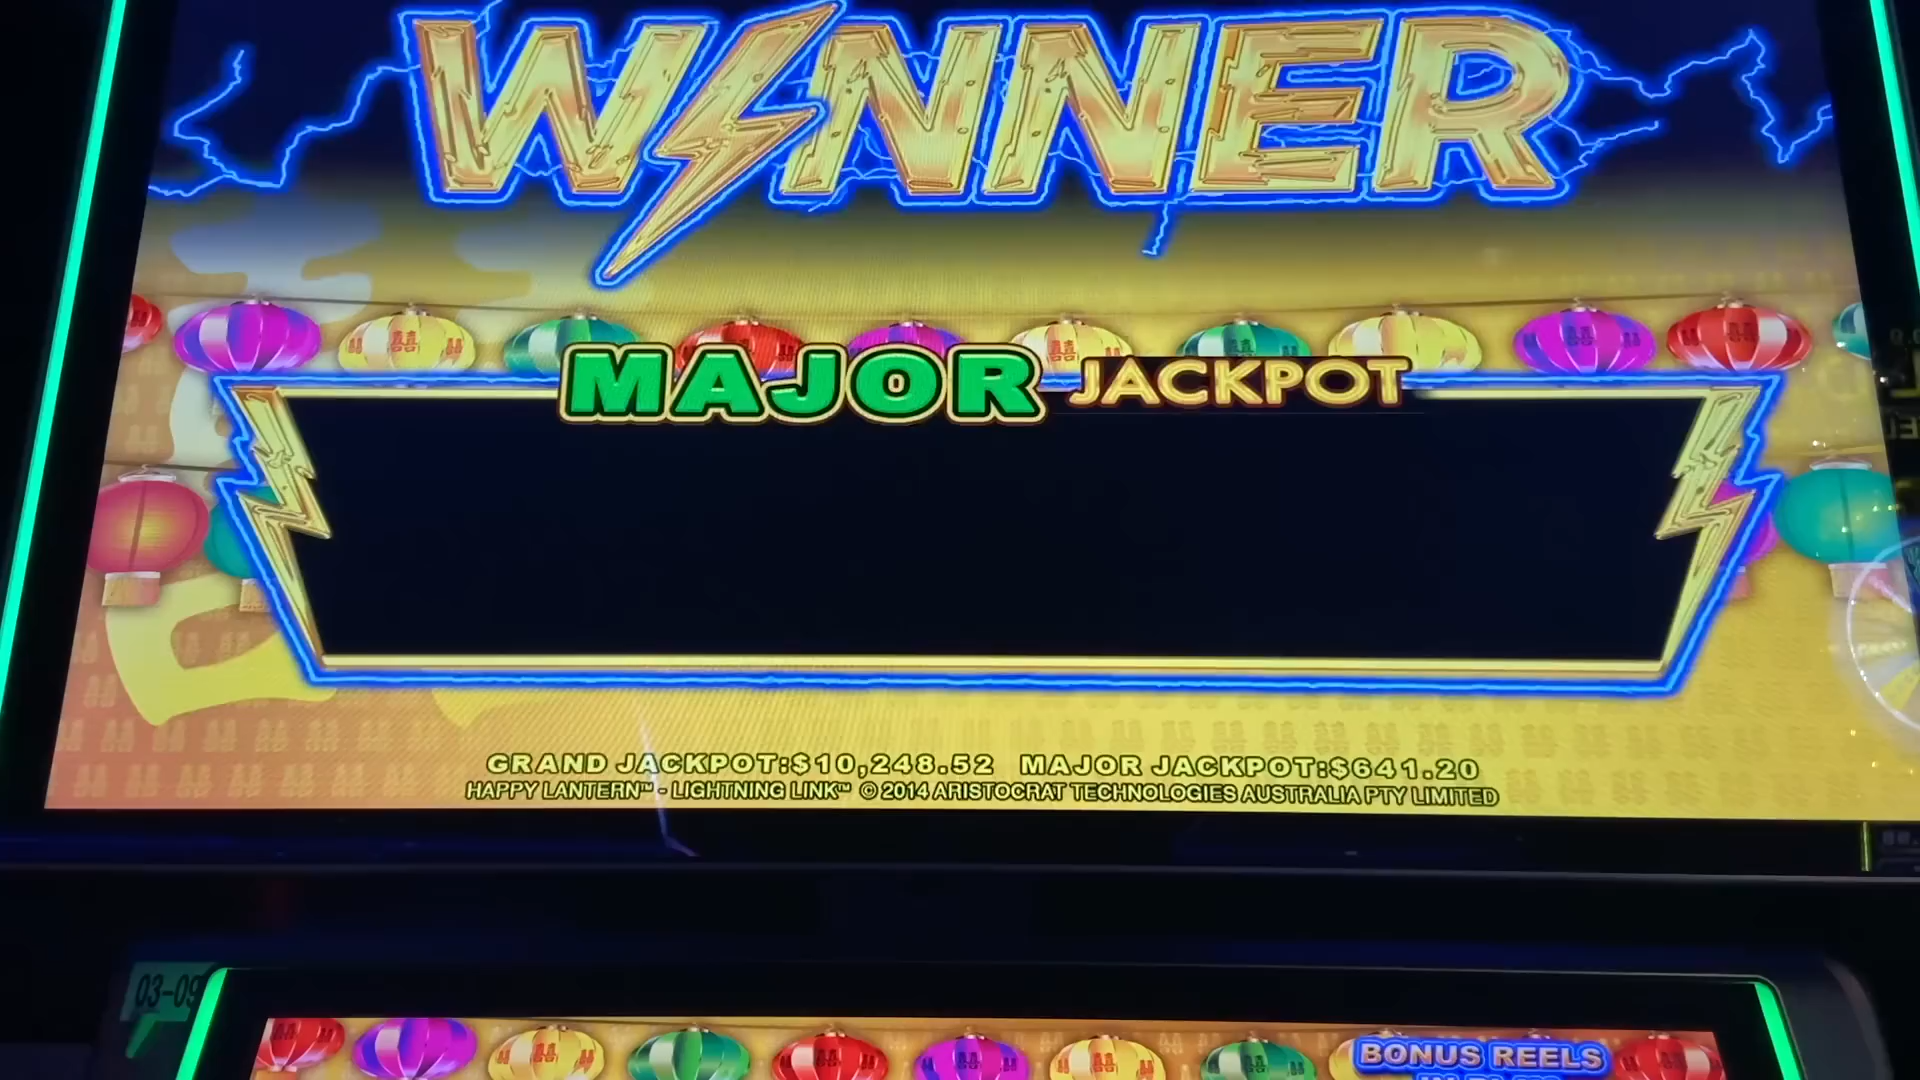 WINNER
MAJOR JACKPOT
GRAND JACKPOT:$10,248.52 MAJOR JACKPOT:$641.20
HAPPY LANTERN™ - LIGHTNING LINK™ © 2014 ARISTOCRAT TECHNOLOGIES AUSTRALIA PTY LIMITED
03-09
BONUS REELS